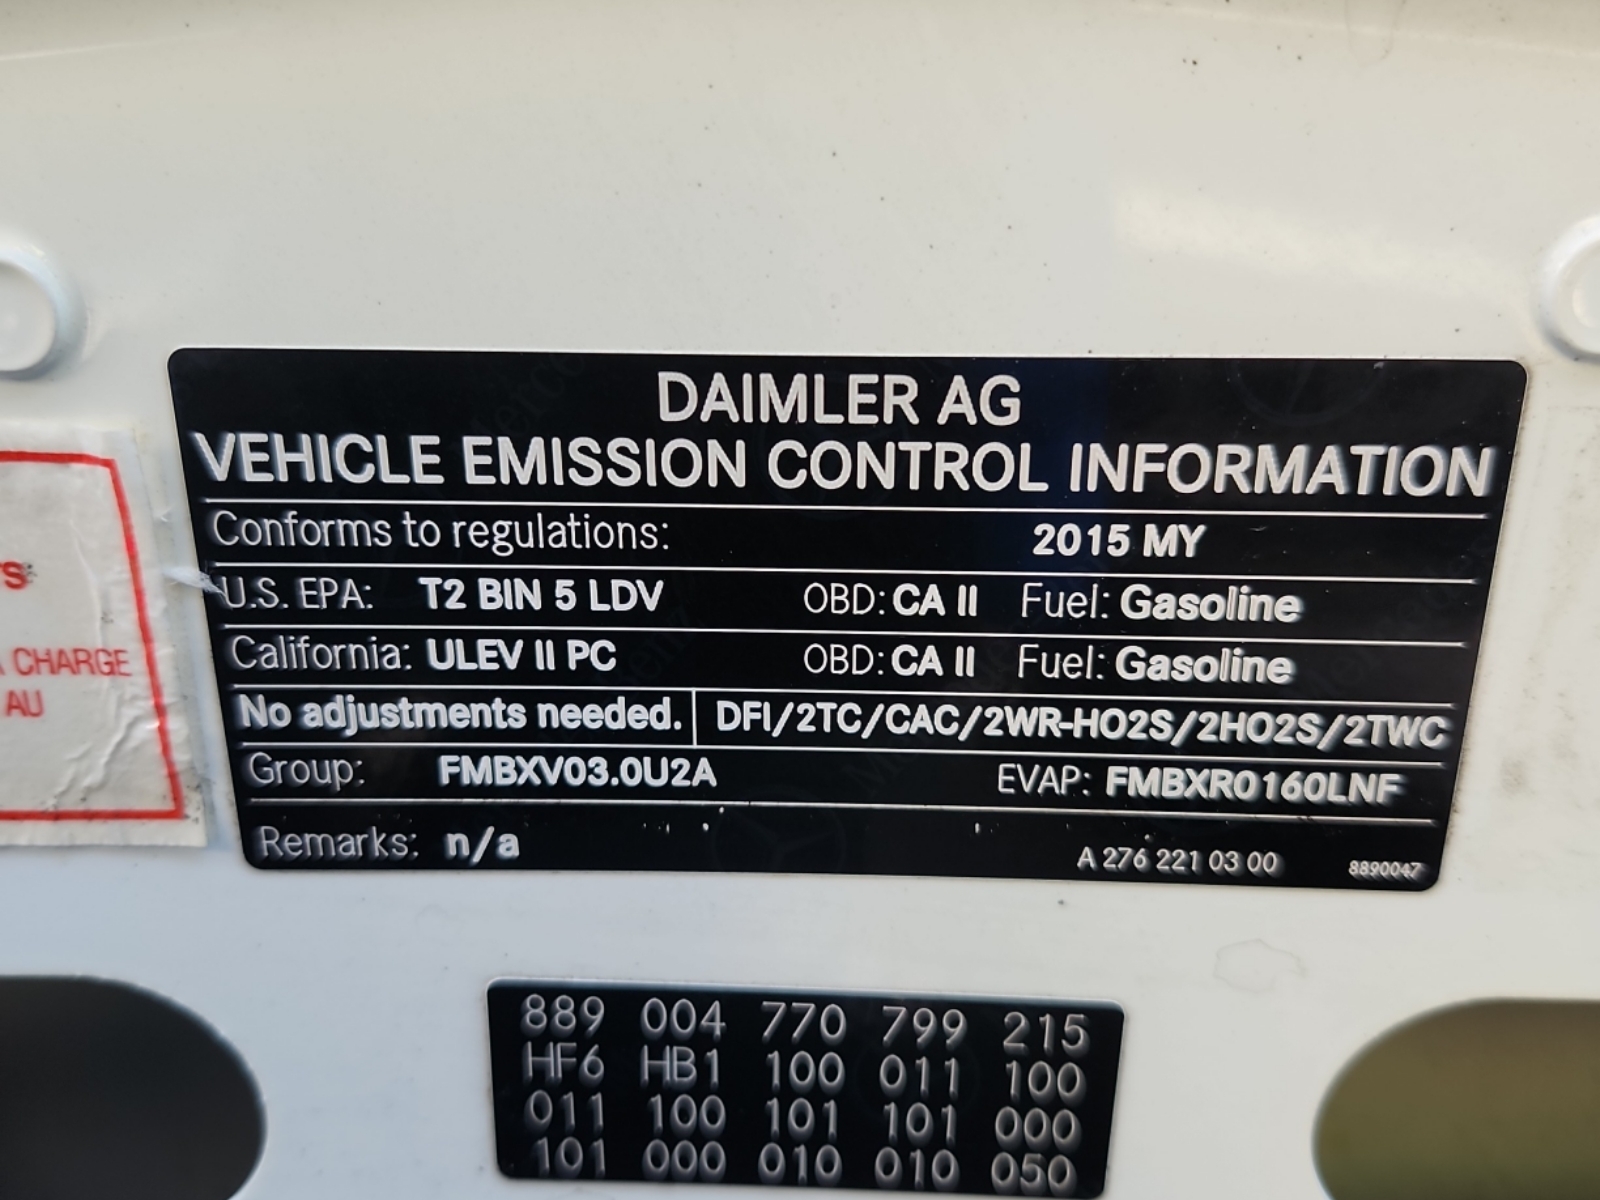 DAIMLER AG
VEHICLE EMISSION CONTROL INFORMATION
Conforms to regulations: 2015 MY
U.S. EPA: T2 BIN 5 LDV OBD: CA II Fuel: Gasoline
California: ULEV II PC OBD: CA II Fuel: Gasoline
No adjustments needed. DFI/2TC/CAC/2WR-HO2S/2HO2S/2TWC
Group: FMBXV03.0U2A EVAP: FMBXR0160LNF
Remarks: n/a A 276 221 03 00 8890047
CHARGE
AU
889 004 770 799 215
HF6 HB1 100 011 100
011 100 101 101 000
101 000 010 010 050